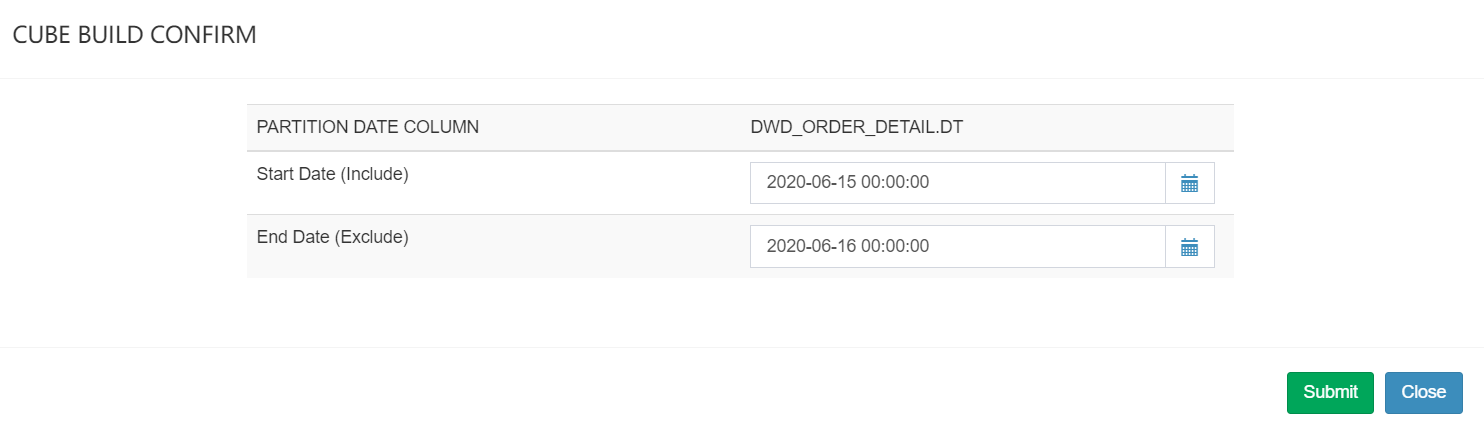 CUBE BUILD CONFIRM
PARTITION DATE COLUMN DWD_ORDER_DETAIL.DT
Start Date (Include) 2020-06-15 00:00:00
End Date (Exclude) 2020-06-16 00:00:00
Submit Close